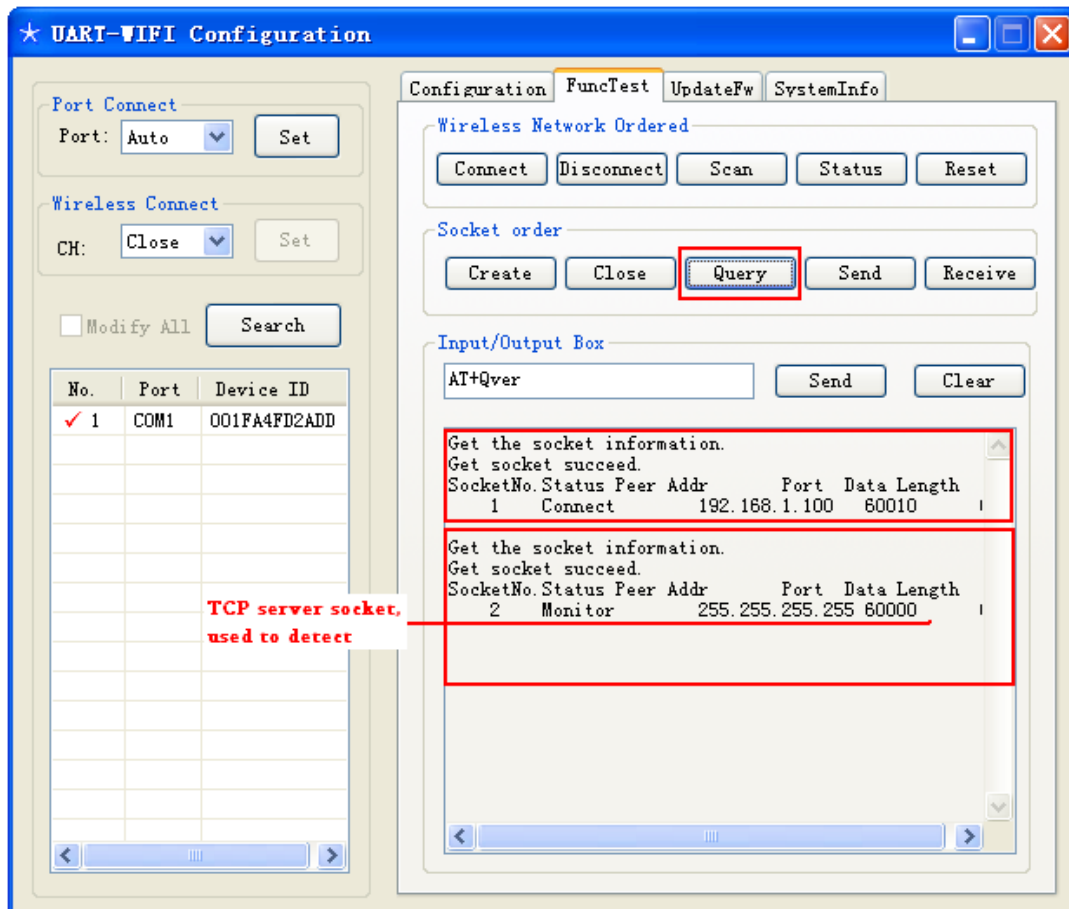 UART-WIFI Configuration
Port Connect
Port: Auto Set
Wireless Connect
CH: Close Set
Modify All Search
No. Port Device ID
1 COM1 001FA4FD2ADD
TCP server socket,
used to detect
Configuration FuncTest UpdateFw SystemInfo
Wireless Network Ordered
Connect Disconnect Scan Status Reset
Socket order
Create Close Query Send Receive
Input/Output Box
AT+Qver Send Clear
Get the socket information.
Get socket succeed.
SocketNo. Status Peer Addr Port Data Length
1 Connect 192.168.1.100 60010
Get the socket information.
Get socket succeed.
SocketNo. Status Peer Addr Port Data Length
2 Monitor 255.255.255.255 60000